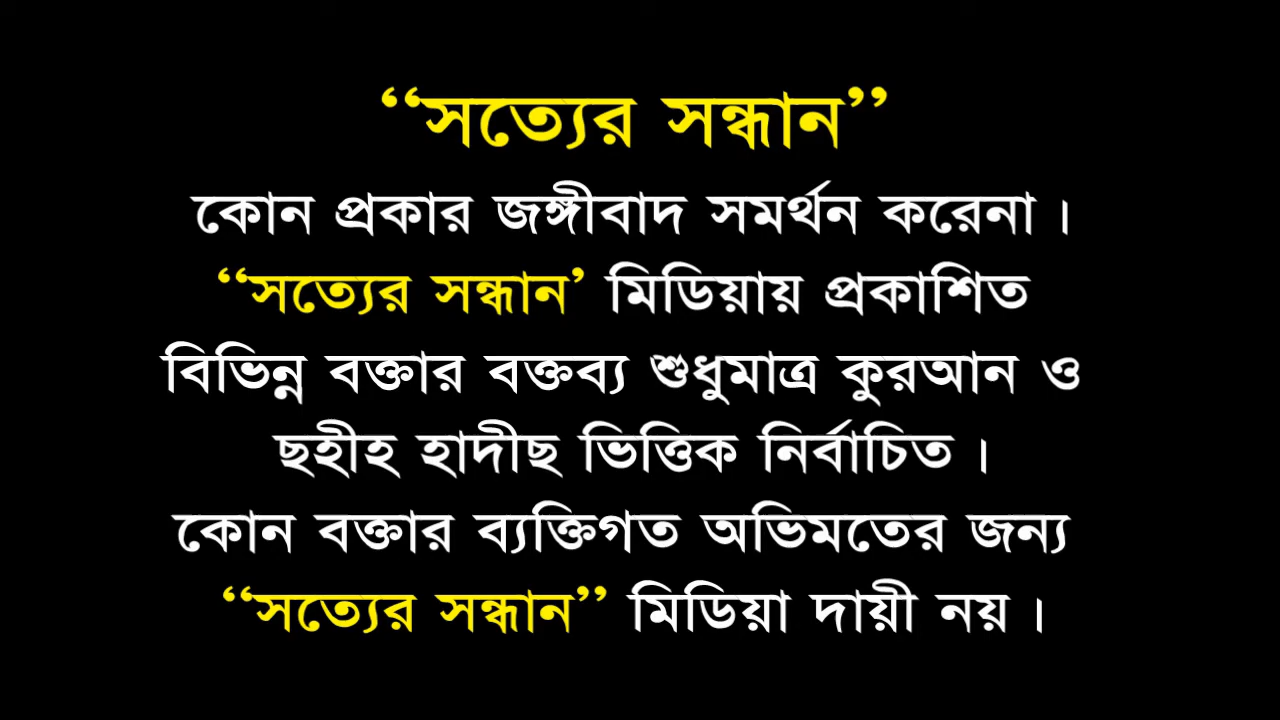 “সত্যের সন্ধান”
কোন প্রকার জঙ্গীবাদ সমর্থন করেনা।
“সত্যের সন্ধান’ মিডিয়ায় প্রকাশিত
বিভিন্ন বক্তার বক্তব্য শুধুমাত্র কুরআন ও
ছহীহ হাদীছ ভিত্তিক নির্বাচিত।
কোন বক্তার ব্যক্তিগত অভিমতের জন্য
“সত্যের সন্ধান” মিডিয়া দায়ী নয়।